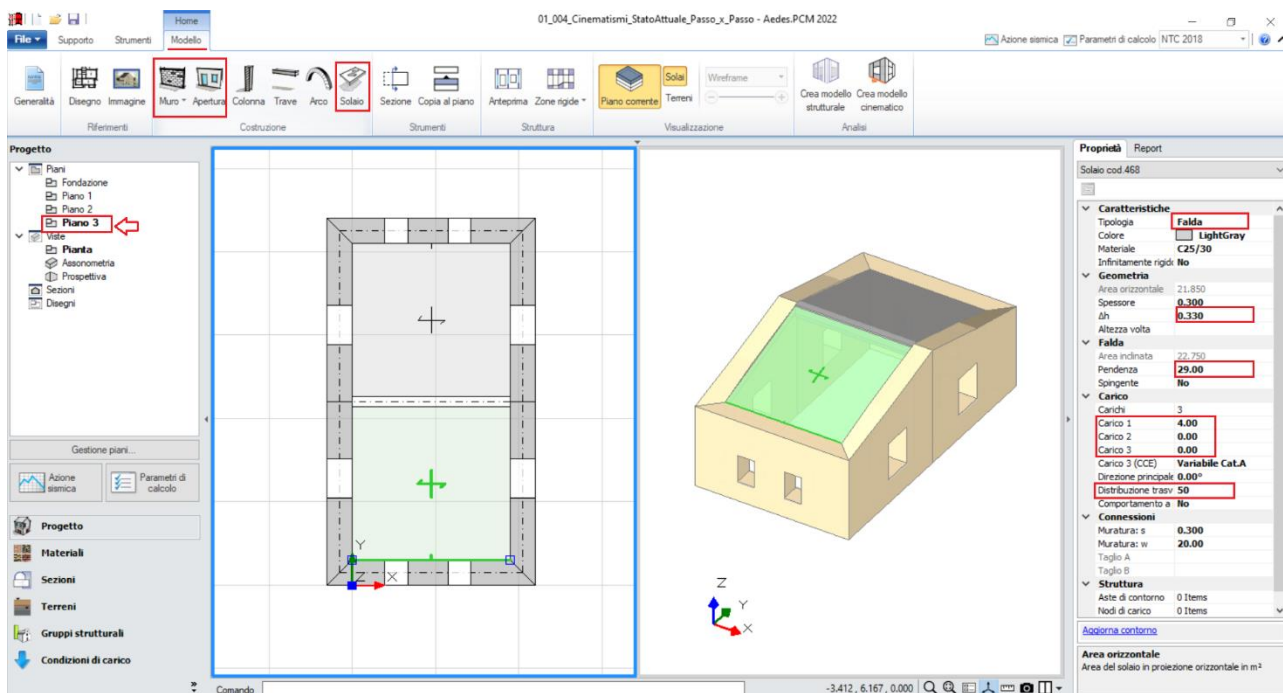 01_004_Cinematismi_StatoAttuale_Passo_x_Passo - Aedes.PCM 2022
Home
File Supporto Strumenti Modello
Azione sismica Parametri di calcolo NTC 2018
Generalità Disegno Immagine Muro Apertura Colonna Trave Arco Solaio Sezione Copia al piano Anteprima Zone rigide Piano corrente Solai Terreni Wireframe Crea modello strutturale Crea modello cinematico
Riferimenti Costruzione Strumenti Struttura Visualizzazione Analisi
Progetto
Piani
Fondazione
Piano 1
Piano 2
Piano 3
Viste
Pianta
Assonometria
Prospettiva
Sezioni
Disegni
Gestione piani...
Azione sismica
Parametri di calcolo
Progetto
Materiali
Sezioni
Terreni
Gruppi strutturali
Condizioni di carico
Y
Z X
Z
Y
X
Proprietà Report
Solaio cod.468
Caratteristiche
Tipologia Falda
Colore LightGray
Materiale C25/30
Infinitamente rigido No
Geometria
Area orizzontale 21.850
Spessore 0.300
Δh 0.330
Altezza volta
Falda
Area inclinata 22.750
Pendenza 29.00
Spingente No
Carico
Carichi 3
Carico 1 4.00
Carico 2 0.00
Carico 3 0.00
Carico 3 (CCE) Variabile Cat.A
Direzione principale 0.00°
Distribuzione trasv 50
Comportamento a No
Connessioni
Muratura: s 0.300
Muratura: w 20.00
Taglio A
Taglio B
Struttura
Aste di contorno 0 Items
Nodi di carico 0 Items
Aggiorna contorno
Area orizzontale
Area del solaio in proiezione orizzontale in m²
Comando
-3.412 , 6.167 , 0.000